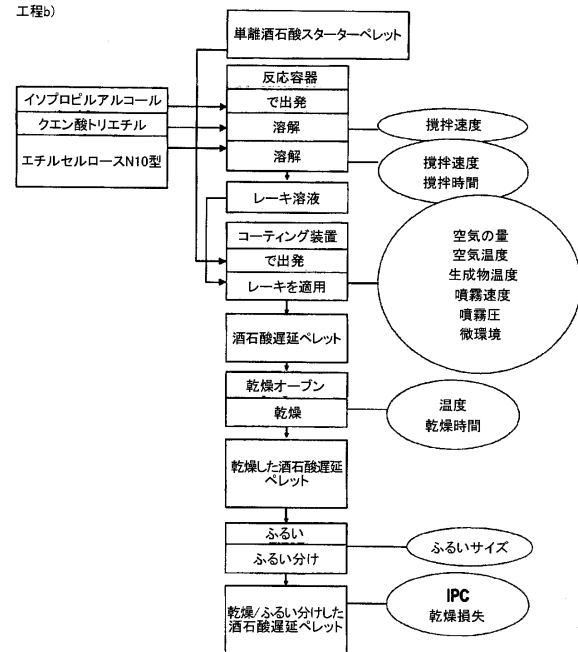 工程b)
単離酒石酸スターターペレット
反応容器
で出発
溶解
溶解
イソプロピルアルコール
クエン酸トリエチル
エチルセルロースN10型
攪拌速度
攪拌速度
攪拌時間
レーキ溶液
コーティング装置
で出発
レーキを適用
空気の量
空気温度
生成物温度
噴霧速度
噴霧圧
微環境
酒石酸遅延ペレット
乾燥オーブン
乾燥
温度
乾燥時間
乾燥した酒石酸遅延
ペレット
ふるい
ふるい分け
ふるいサイズ
乾燥/ふるい分けした
酒石酸遅延ペレット
IPC
乾燥損失